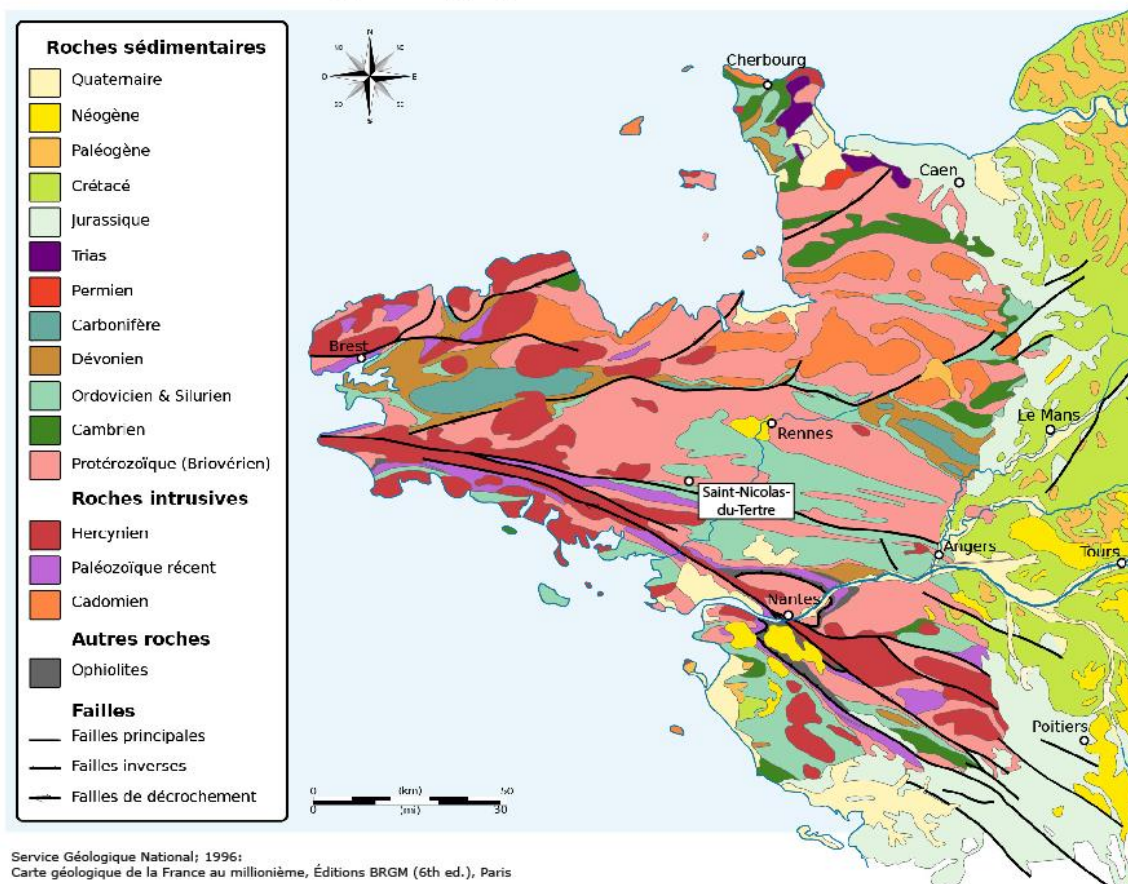 Roches sédimentaires
Quaternaire
Néogène
Paléogène
Crétacé
Jurassique
Trias
Permien
Carbonifère
Dévonien
Ordovicien & Silurien
Cambrien
Protérozoïque (Briovérien)
Roches intrusives
Hercynien
Paléozoïque récent
Cadomien
Autres roches
Ophiolites
Failles
Failles principales
Failles inverses
Faillles de décrochement
N
O
E
S
Cherbourg
Caen
Brest
Rennes
Le Mans
Saint-Nicolas-
du-Tertre
Angers
Tours
Nantes
Poitiers
0 (km) 50
0 (mi) 30
Service Géologique National; 1996:
Carte géologique de la France au millionième, Éditions BRGM (6th ed.), Paris